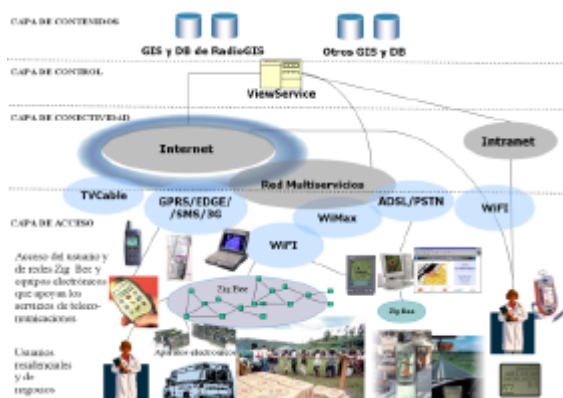 CAPA DE CONTENIDOS
GIS y DB de RadioGIS
Otros GIS y DB
CAPA DE CONTROL
ViewService
CAPA DE CONECTIVIDAD
Internet
Intranet
Red Multiservicios
TVCable
GPRS/EDGE/
/SMS/3G
WiMax
ADSL/PSTN
WiFI
CAPA DE ACCESO
WiFI
Acceso del usuario y
de redes Zig Bee y
equipos electrónicos
que apoyan los
servicios de teleco-
municaciones
Zig Bee
Zig Bee
Aparatos electronicos
Usuarios
residenciales
y de
negocios